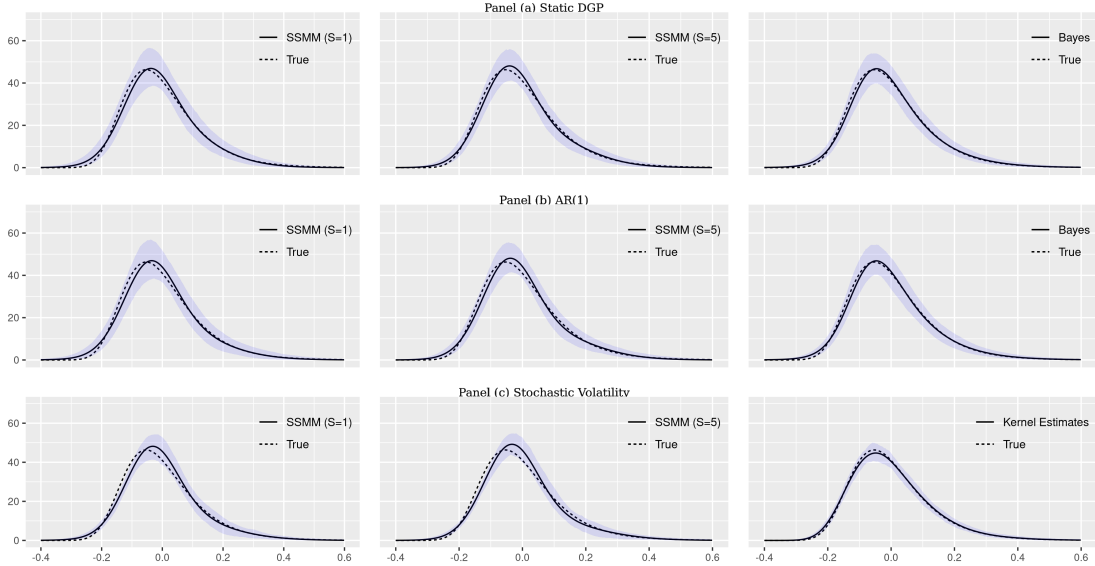 Panel (a) Static DGP
SSMM (S=1)
True
SSMM (S=5)
True
Bayes
True
60
40
20
0
Panel (b) AR(1)
SSMM (S=1)
True
SSMM (S=5)
True
Bayes
True
60
40
20
0
Panel (c) Stochastic Volatility
SSMM (S=1)
True
SSMM (S=5)
True
Kernel Estimates
True
60
40
20
0
-0.4 -0.2 0.0 0.2 0.4 0.6
-0.4 -0.2 0.0 0.2 0.4 0.6
-0.4 -0.2 0.0 0.2 0.4 0.6